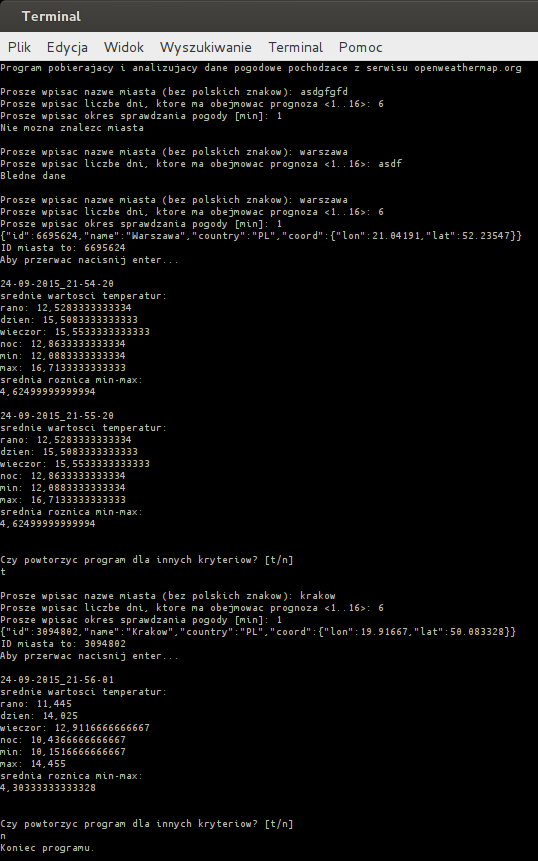 Terminal
Plik Edycja Widok Wyszukiwanie Terminal Pomoc
Program pobierajacy i analizujacy dane pogodowe pochodzace z serwisu openweathermap.org
Prosze wpisac nazwe miasta (bez polskich znakow): asdgfgfd
Prosze wpisac liczbe dni, ktore ma obejmowac prognoza <1..16>: 6
Prosze wpisac okres sprawdzania pogody [min]: 1
Nie mozna znalezc miasta
Prosze wpisac nazwe miasta (bez polskich znakow): warszawa
Prosze wpisac liczbe dni, ktore ma obejmowac prognoza <1..16>: asdf
Bledne dane
Prosze wpisac nazwe miasta (bez polskich znakow): warszawa
Prosze wpisac liczbe dni, ktore ma obejmowac prognoza <1..16>: 6
Prosze wpisac okres sprawdzania pogody [min]: 1
{"id":6695624,"name":"Warszawa","country":"PL","coord":{"lon":21.04191,"lat":52.23547}}
ID miasta to: 6695624
Aby przerwac nacisnij enter...
24-09-2015_21-54-20
srednie wartosci temperatur:
rano: 12,5283333333334
dzien: 15,5083333333333
wieczor: 15,5533333333333
noc: 12,8633333333334
min: 12,0883333333334
max: 16,7133333333333
srednia roznica min-max:
4,62499999999994
24-09-2015_21-55-20
srednie wartosci temperatur:
rano: 12,5283333333334
dzien: 15,5083333333333
wieczor: 15,5533333333333
noc: 12,8633333333334
min: 12,0883333333334
max: 16,7133333333333
srednia roznica min-max:
4,62499999999994
Czy powtorzyc program dla innych kryteriow? [t/n]
t
Prosze wpisac nazwe miasta (bez polskich znakow): krakow
Prosze wpisac liczbe dni, ktore ma obejmowac prognoza <1..16>: 6
Prosze wpisac okres sprawdzania pogody [min]: 1
{"id":3094802,"name":"Krakow","country":"PL","coord":{"lon":19.91667,"lat":50.083328}}
ID miasta to: 3094802
Aby przerwac nacisnij enter...
24-09-2015_21-56-01
srednie wartosci temperatur:
rano: 11,445
dzien: 14,025
wieczor: 12,9116666666667
noc: 10,4366666666667
min: 10,1516666666667
max: 14,455
srednia roznica min-max:
4,30333333333328
Czy powtorzyc program dla innych kryteriow? [t/n]
n
Koniec programu.